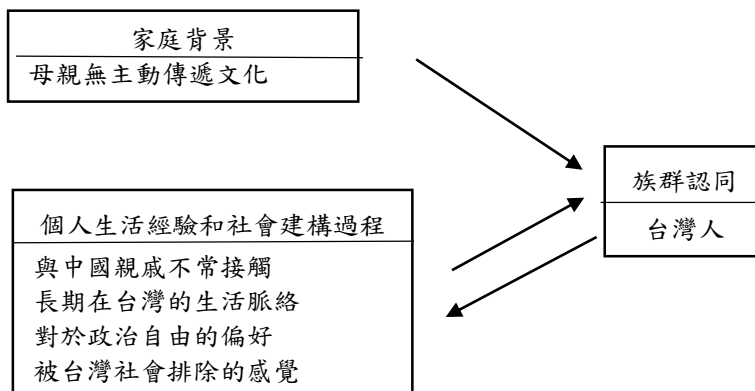 家庭背景
母親無主動傳遞文化
族群認同
台灣人
個人生活經驗和社會建構過程
與中國親戚不常接觸
長期在台灣的生活脈絡
對於政治自由的偏好
被台灣社會排除的感覺